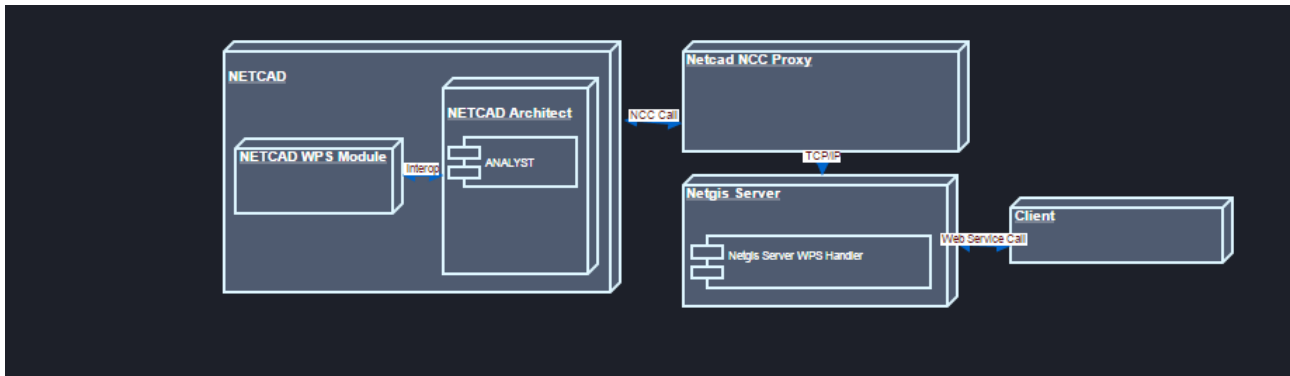 NETCAD
NETCAD WPS Module
Interop
NETCAD Architect
ANALYST
NCC Call
Netcad NCC Proxy
TCP/IP
Netgis Server
Netgis Server WPS Handler
Web Service Call
Client